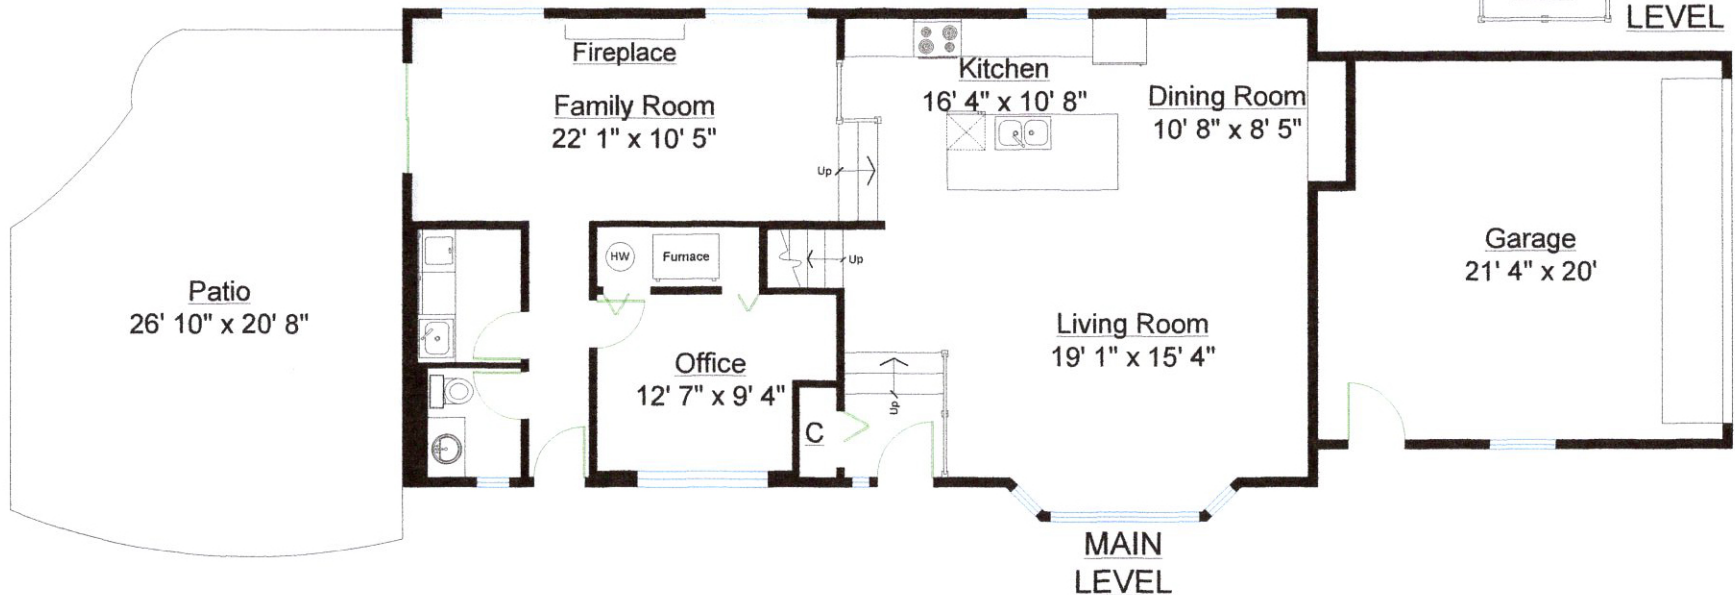 LEVEL
Fireplace
Family Room
22' 1" x 10' 5"
Kitchen
16' 4" x 10' 8"
Dining Room
10' 8" x 8' 5"
Up
HW
Furnace
Up
Garage
21' 4" x 20'
Patio
26' 10" x 20' 8"
Living Room
19' 1" x 15' 4"
Office
12' 7" x 9' 4"
Up
C
MAIN
LEVEL